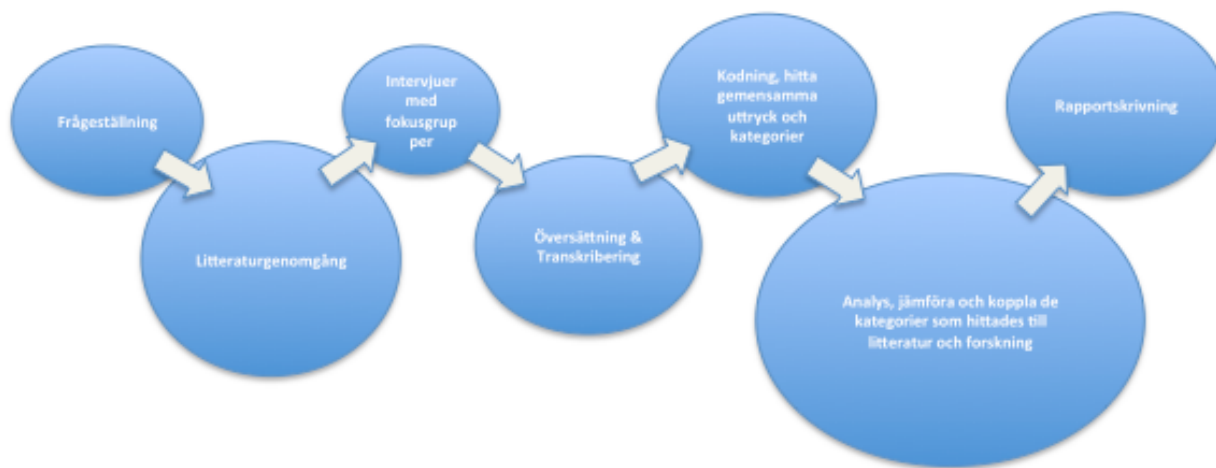 Frågeställning
Litteraturgenomgång
Intervjuer
med
fokusgrup
per
Översättning &
Transkribering
Kodning, hitta
gemensamma
uttryck och
kategorier
Analys, jämföra och koppla de
kategorier som hittades till
litteratur och forskning
Rapportskrivning